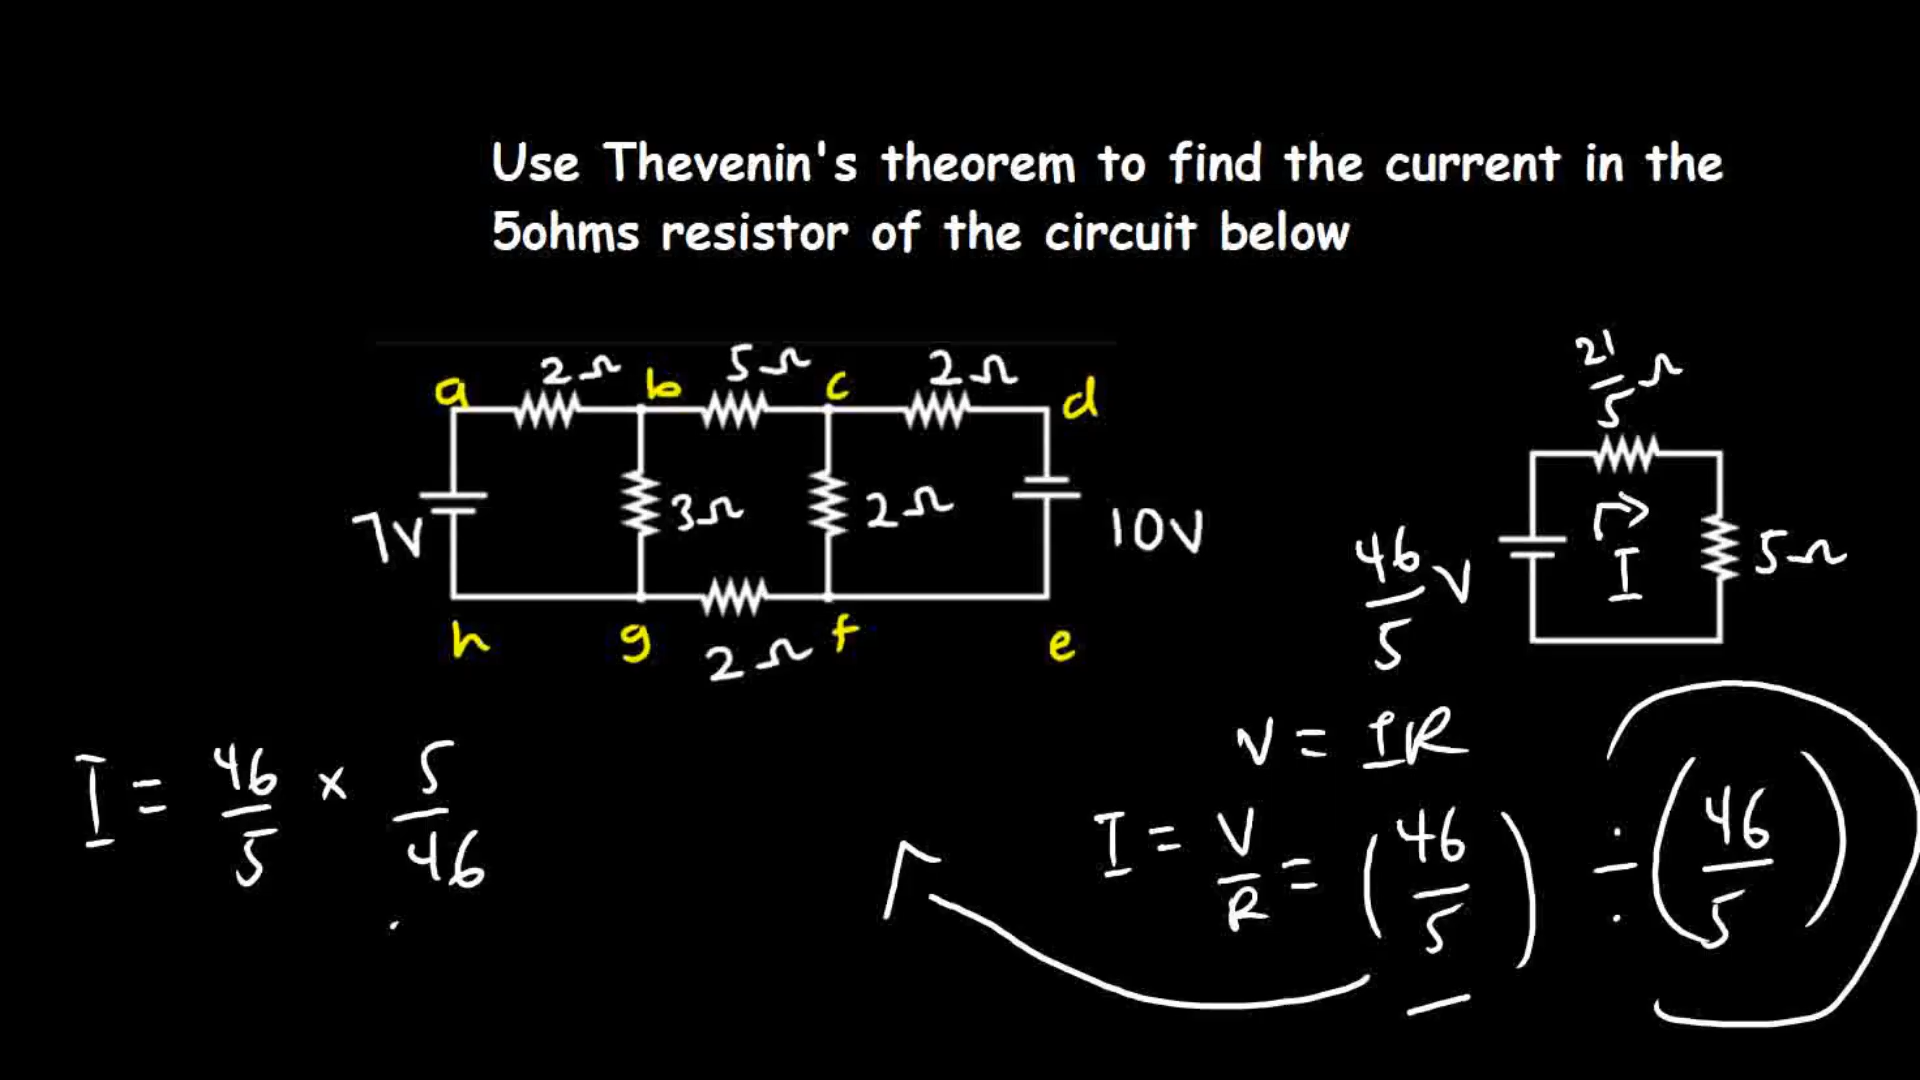 Use Thevenin's theorem to find the current in the
5ohms resistor of the circuit below
a 2Ω b 5Ω c 2Ω d
7V 3Ω 2Ω 10V
h g 2Ω f e
21/5 Ω
46/5 V I 5Ω
V = IR
I = V/R = (46/5) ÷ (46/5)
I = 46/5 × 5/46